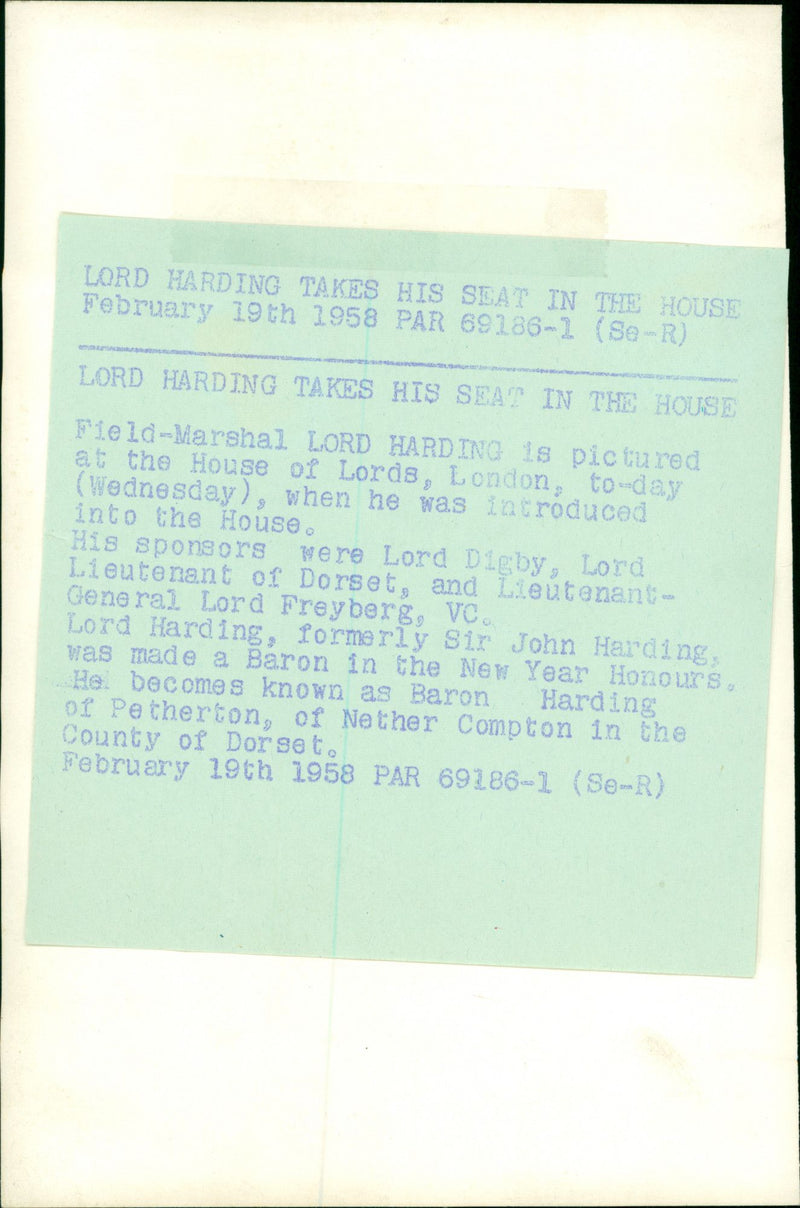 LORD HARDING TAKES HIS SEAT IN THE HOUSE
February 19th 1958 PAR 69186-1 (Se-R)
LORD HARDING TAKES HIS SEAT IN THE HOUSE
Field-Marshal LORD HARDING is pictured
at the House of Lords, London, to-day
(Wednesday), when he was introduced
into the House.
His sponsors were Lord Digby, Lord
Lieutenant of Dorset, and Lieutenant-
General Lord Freyberg, VC.
Lord Harding, formerly Sir John Harding,
was made a Baron in the New Year Honours.
He becomes known as Baron Harding
of Petherton, of Nether Compton in the
County of Dorset.
February 19th 1958 PAR 69186-1 (Se-R)